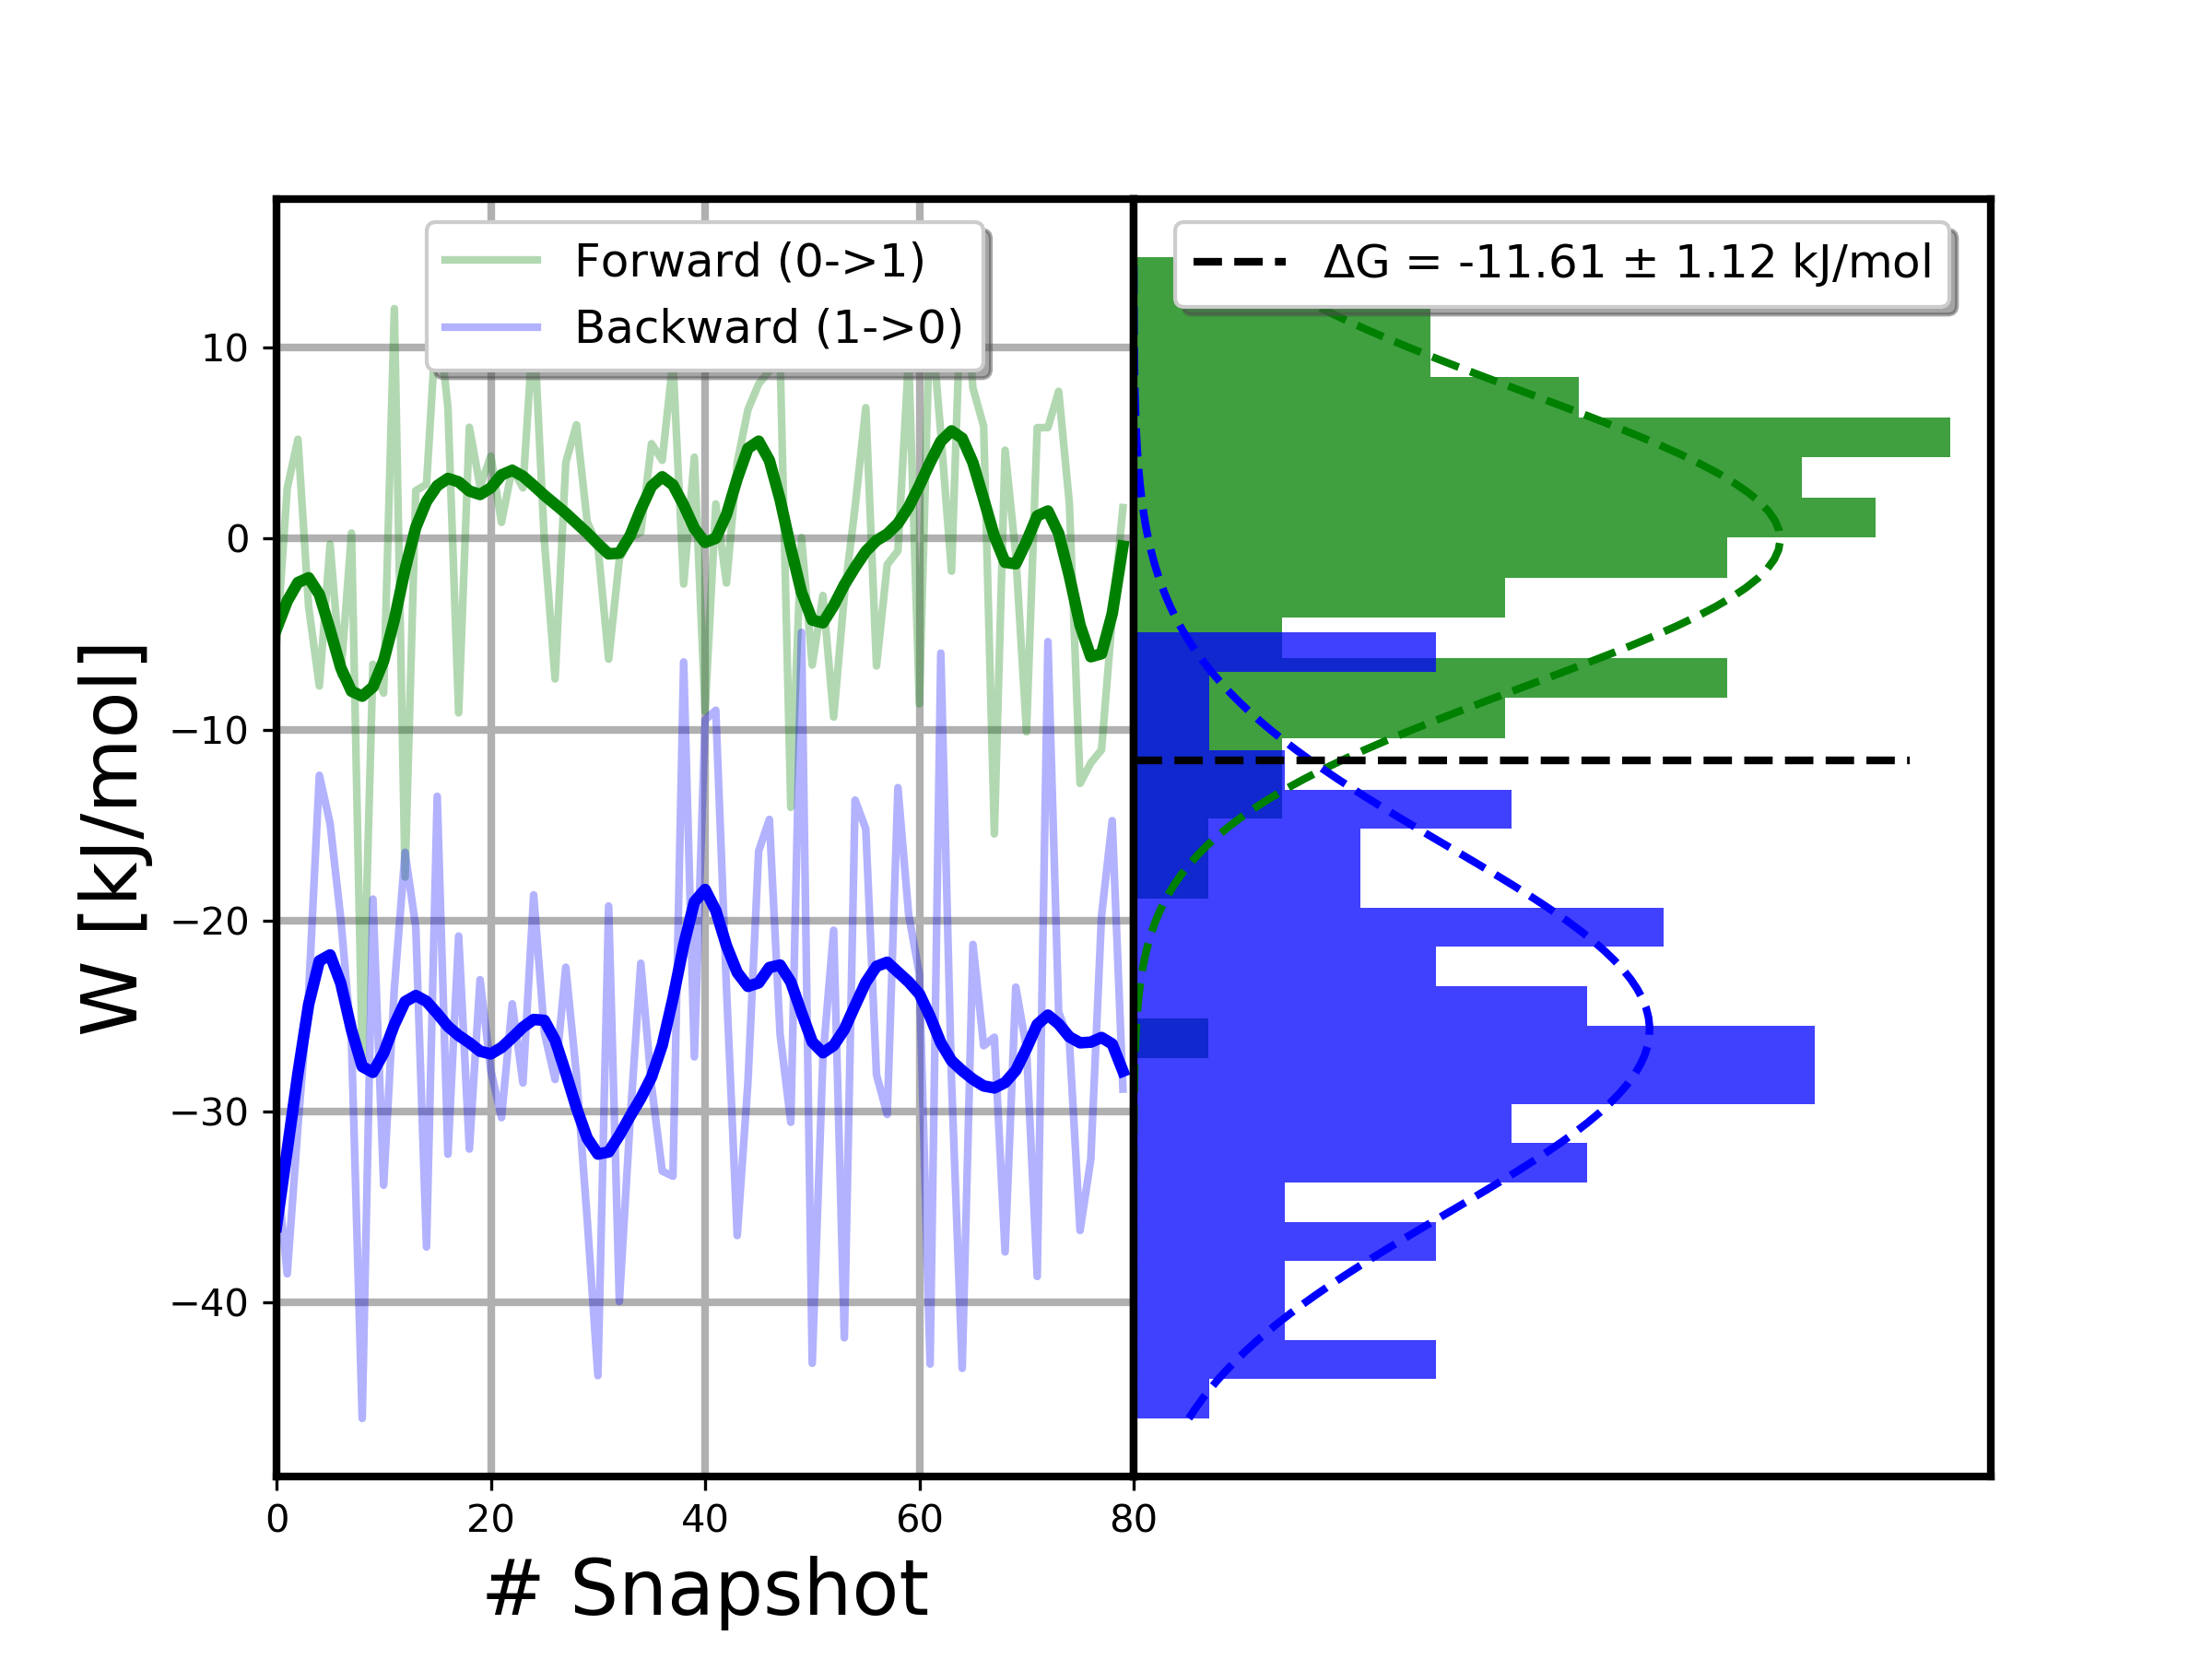 Forward (0->1)
Backward (1->0)
ΔG = -11.61 ± 1.12 kJ/mol
W [kJ/mol]
10
0
−10
−20
−30
−40
0 20 40 60 80
# Snapshot